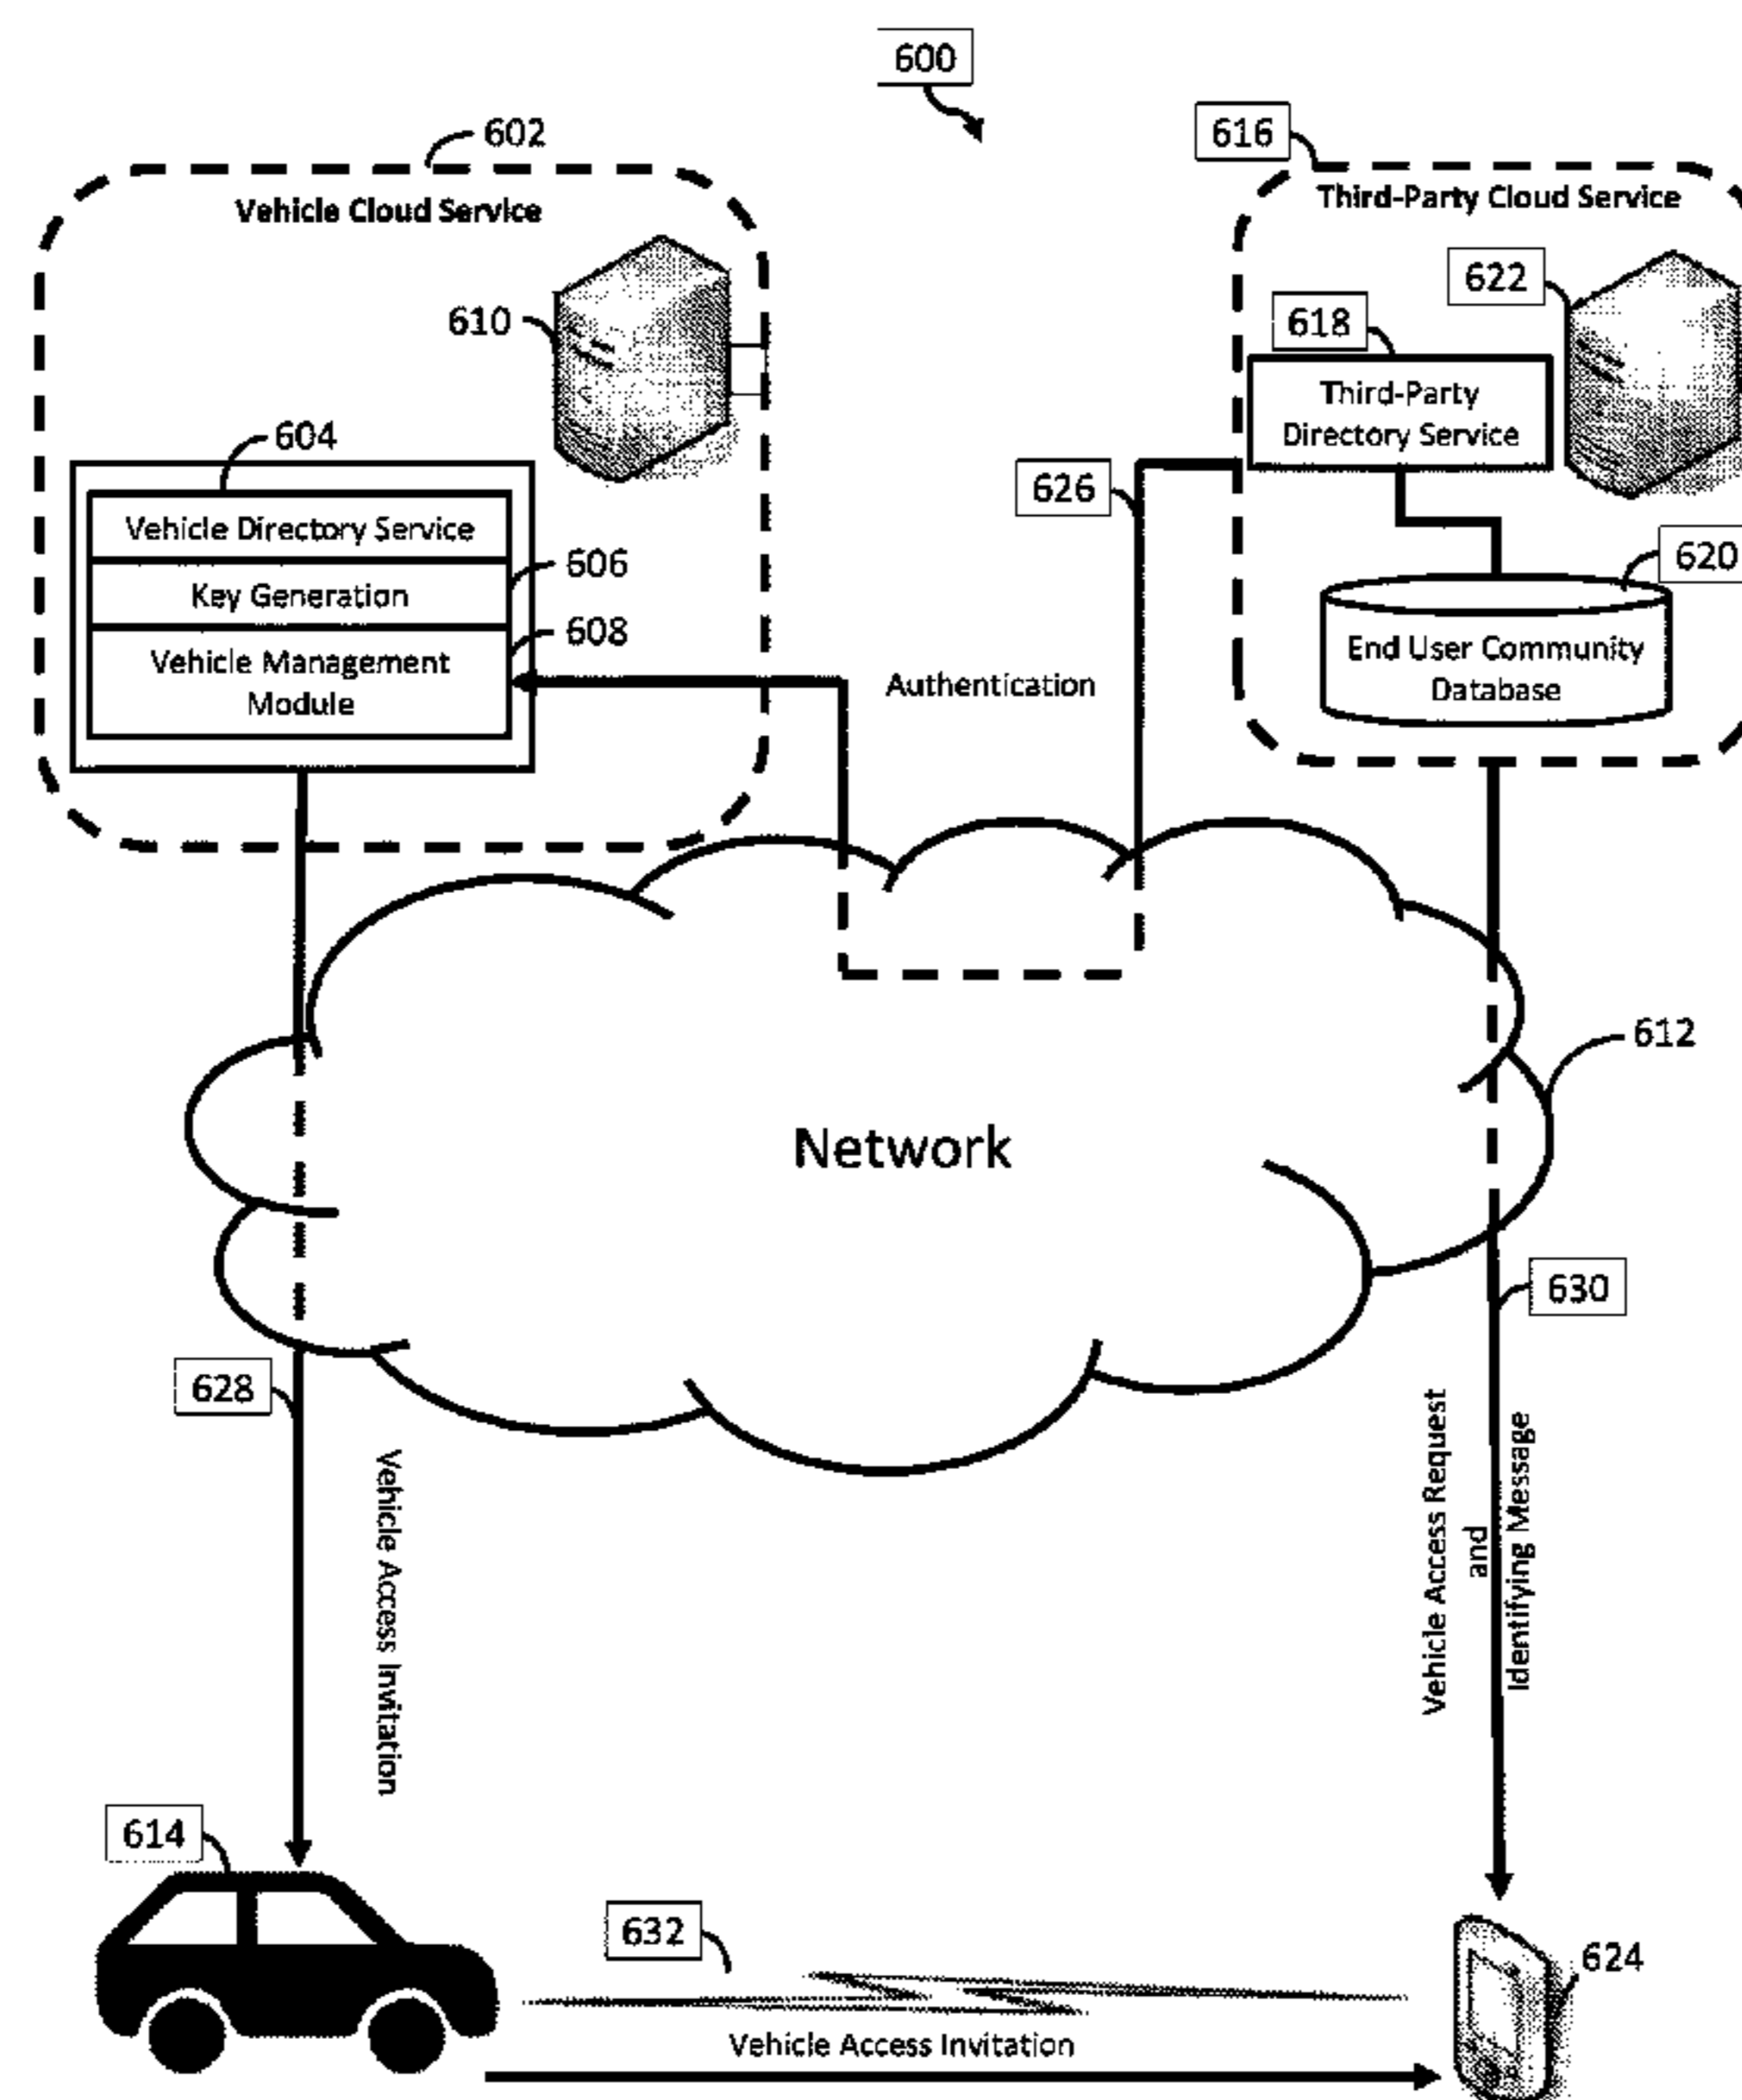 600
602
616
Vehicle Cloud Service
Third-Party Cloud Service
622
610
618
Third-Party
Directory Service
604
626
Vehicle Directory Service
620
606
Key Generation
608
Vehicle Management
Module
End User Community
Database
Authentication
612
Network
630
628
Vehicle Access Invitation
Vehicle Access Request
and
Identifying Message
614
632
624
Vehicle Access Invitation